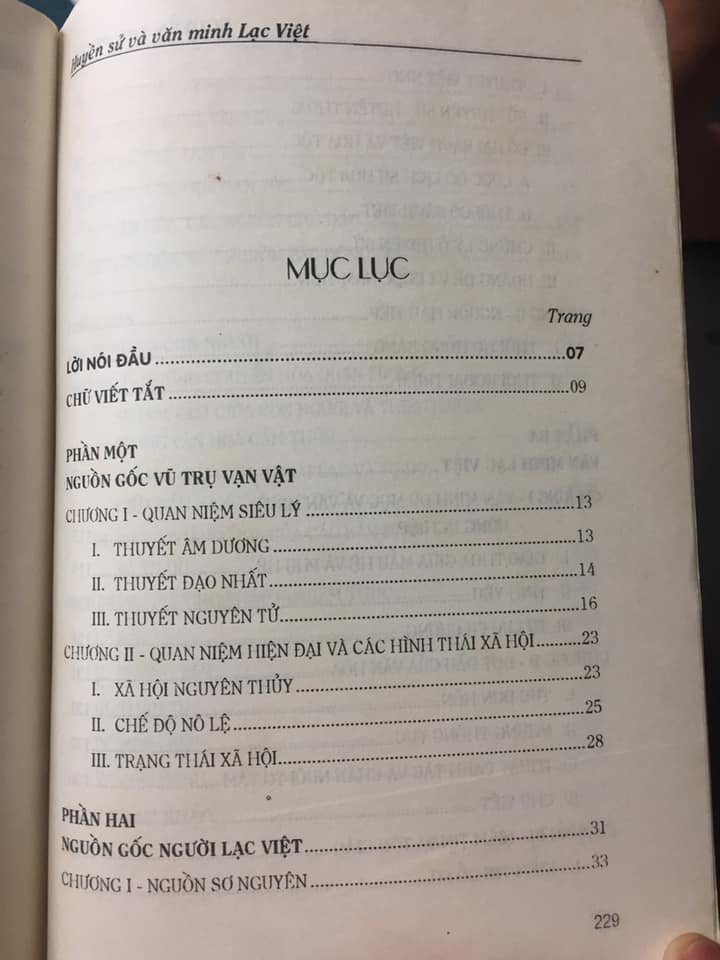 Huyền sử và văn minh Lạc Việt
MỤC LỤC
Trang
LỜI NÓI ĐẦU....................07
CHỮ VIẾT TẮT....................09
PHẦN MỘT
NGUỒN GỐC VŨ TRỤ VẠN VẬT
CHƯƠNG I - QUAN NIỆM SIÊU LÝ....................13
I. THUYẾT ÂM DƯƠNG....................13
II. THUYẾT ĐẠO NHẤT....................14
III. THUYẾT NGUYÊN TỬ....................16
CHƯƠNG II - QUAN NIỆM HIỆN ĐẠI VÀ CÁC HÌNH THÁI XÃ HỘI........23
I. XÃ HỘI NGUYÊN THỦY....................23
II. CHẾ ĐỘ NÔ LỆ....................25
III. TRẠNG THÁI XÃ HỘI....................28
PHẦN HAI
NGUỒN GỐC NGƯỜI LẠC VIỆT....................31
CHƯƠNG I - NGUỒN SƠ NGUYÊN....................33
229